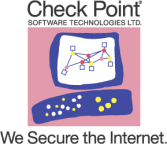 Check Point®
SOFTWARE TECHNOLOGIES LTD.
We Secure the Internet.